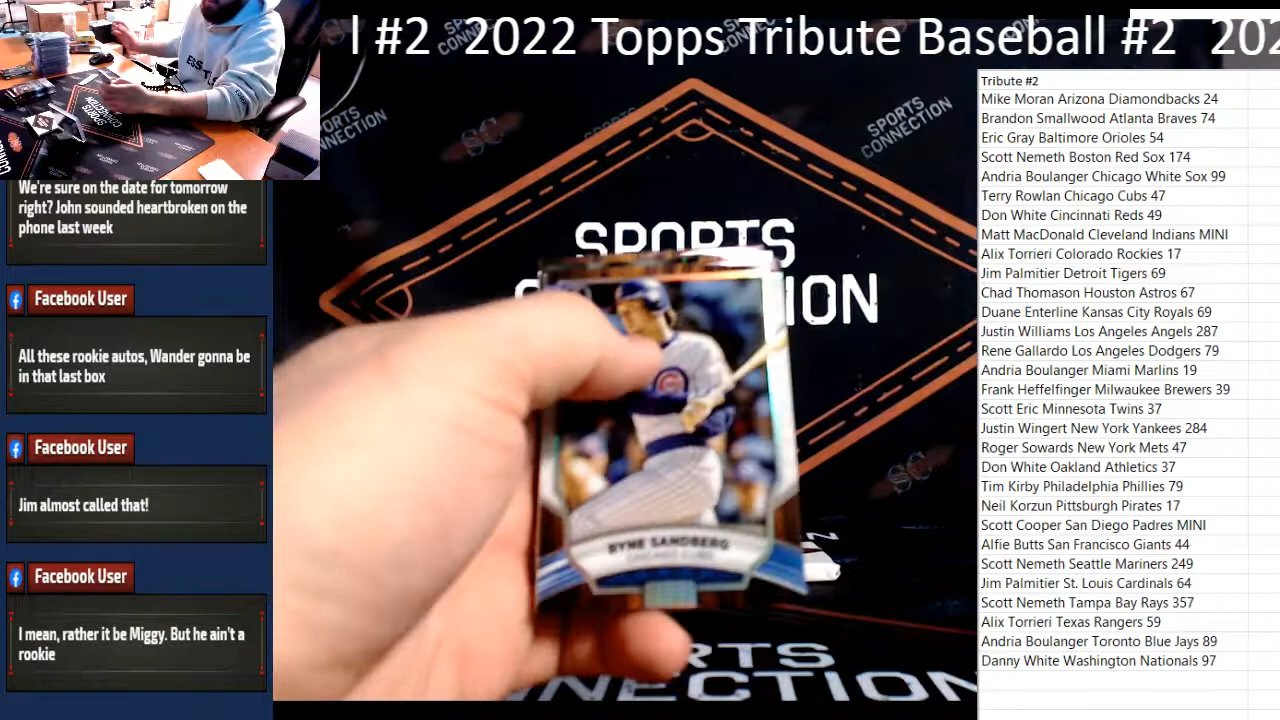 l #2 2022 Topps Tribute Baseball #2 202
We're sure on the date for tomorrow
right? John sounded heartbroken on the
phone last week
Facebook User
All these rookie autos, Wander gonna be
in that last box
Facebook User
Jim almost called that!
Facebook User
I mean, rather it be Miggy. But he ain't a
rookie
SPORTS
CONNECTION
SPORTS
CONNECTION
SC
RYNE SANDBERG
CHICAGO CUBS
Tribute #2
Mike Moran Arizona Diamondbacks 24
Brandon Smallwood Atlanta Braves 74
Eric Gray Baltimore Orioles 54
Scott Nemeth Boston Red Sox 174
Andria Boulanger Chicago White Sox 99
Terry Rowlan Chicago Cubs 47
Don White Cincinnati Reds 49
Matt MacDonald Cleveland Indians MINI
Alix Torrieri Colorado Rockies 17
Jim Palmitier Detroit Tigers 69
Chad Thomason Houston Astros 67
Duane Enterline Kansas City Royals 69
Justin Williams Los Angeles Angels 287
Rene Gallardo Los Angeles Dodgers 79
Andria Boulanger Miami Marlins 19
Frank Heffelfinger Milwaukee Brewers 39
Scott Eric Minnesota Twins 37
Justin Wingert New York Yankees 284
Roger Sowards New York Mets 47
Don White Oakland Athletics 37
Tim Kirby Philadelphia Phillies 79
Neil Korzun Pittsburgh Pirates 17
Scott Cooper San Diego Padres MINI
Alfie Butts San Francisco Giants 44
Scott Nemeth Seattle Mariners 249
Jim Palmitier St. Louis Cardinals 64
Scott Nemeth Tampa Bay Rays 357
Alix Torrieri Texas Rangers 59
Andria Boulanger Toronto Blue Jays 89
Danny White Washington Nationals 97